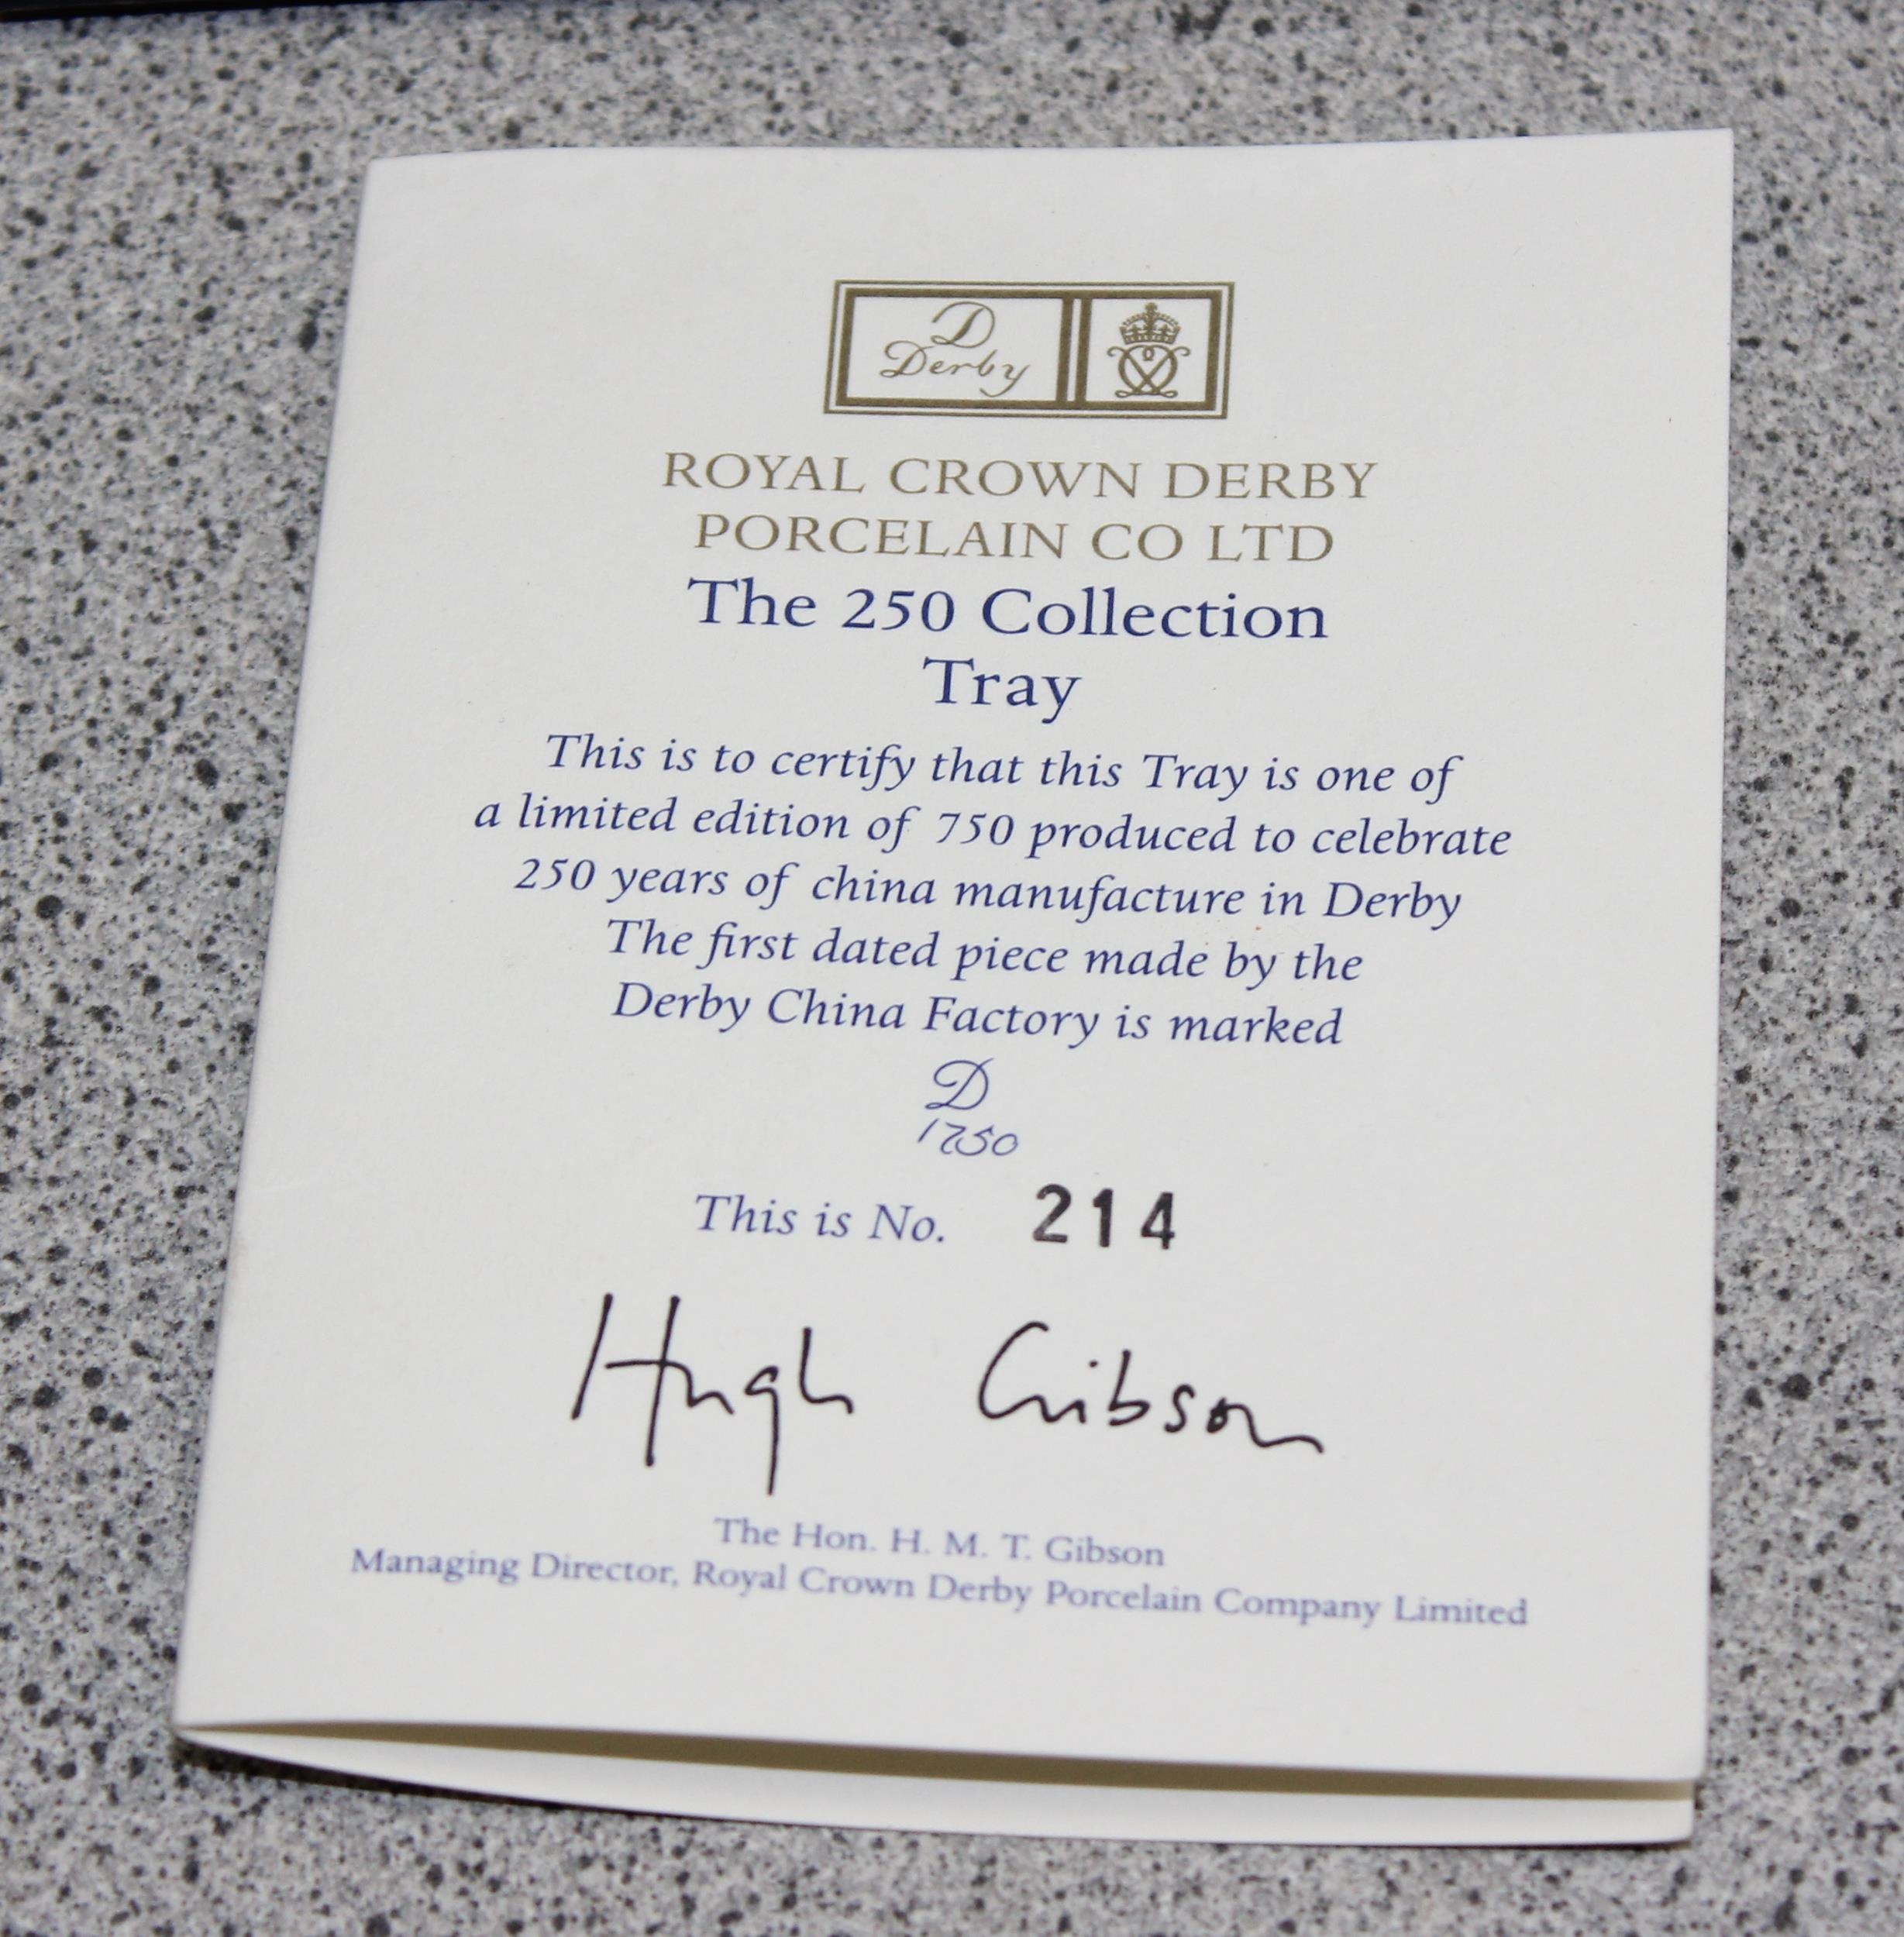 D
Derby
ROYAL CROWN DERBY
PORCELAIN CO LTD
The 250 Collection
Tray
This is to certify that this Tray is one of
a limited edition of 750 produced to celebrate
250 years of china manufacture in Derby
The first dated piece made by the
Derby China Factory is marked
D
1750
This is No. 214
Hugh Gibson
The Hon. H. M. T. Gibson
Managing Director, Royal Crown Derby Porcelain Company Limited